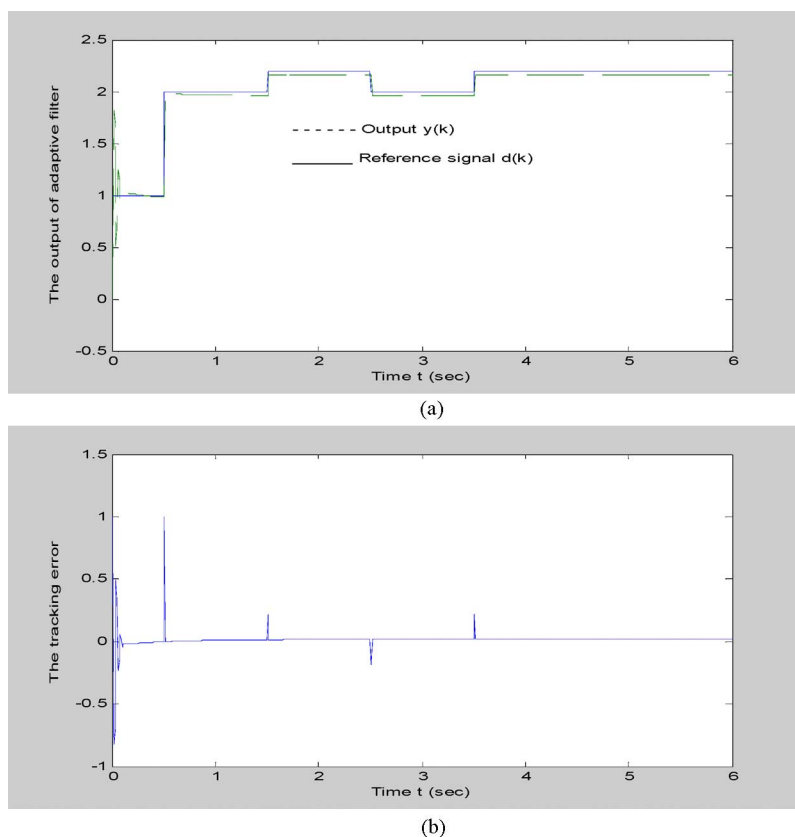 2.5
2
1.5
1
0.5
0
-0.5
The output of adaptive filter
Output y(k)
Reference signal d(k)
0 1 2 3 4 5 6
Time t (sec)
(a)
1.5
1
0.5
0
-0.5
-1
The tracking error
0 1 2 3 4 5 6
Time t (sec)
(b)